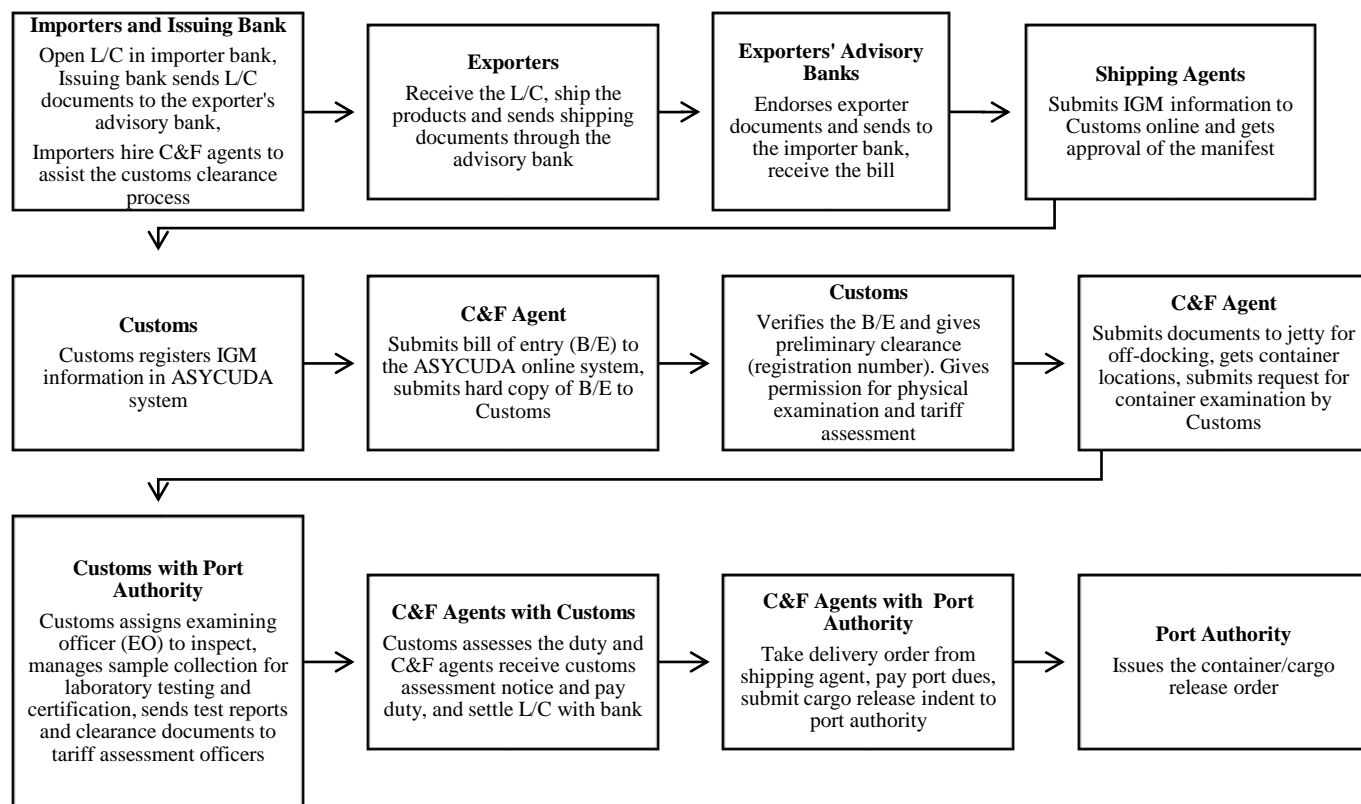 Importers and Issuing Bank
Open L/C in importer bank,
Issuing bank sends L/C
documents to the exporter's
advisory bank,
Importers hire C&F agents to
assist the customs clearance
process
Exporters
Receive the L/C, ship the
products and sends shipping
documents through the
advisory bank
Exporters' Advisory
Banks
Endorses exporter
documents and sends to
the importer bank,
receive the bill
Shipping Agents
Submits IGM information to
Customs online and gets
approval of the manifest
Customs
Customs registers IGM
information in ASYCUDA
system
C&F Agent
Submits bill of entry (B/E) to
the ASYCUDA online system,
submits hard copy of B/E to
Customs
Customs
Verifies the B/E and gives
preliminary clearance
(registration number). Gives
permission for physical
examination and tariff
assessment
C&F Agent
Submits documents to jetty for
off-docking, gets container
locations, submits request for
container examination by
Customs
Customs with Port
Authority
Customs assigns examining
officer (EO) to inspect,
manages sample collection for
laboratory testing and
certification, sends test reports
and clearance documents to
tariff assessment officers
C&F Agents with Customs
Customs assesses the duty and
C&F agents receive customs
assessment notice and pay
duty, and settle L/C with bank
C&F Agents with Port
Authority
Take delivery order from
shipping agent, pay port dues,
submit cargo release indent to
port authority
Port Authority
Issues the container/cargo
release order